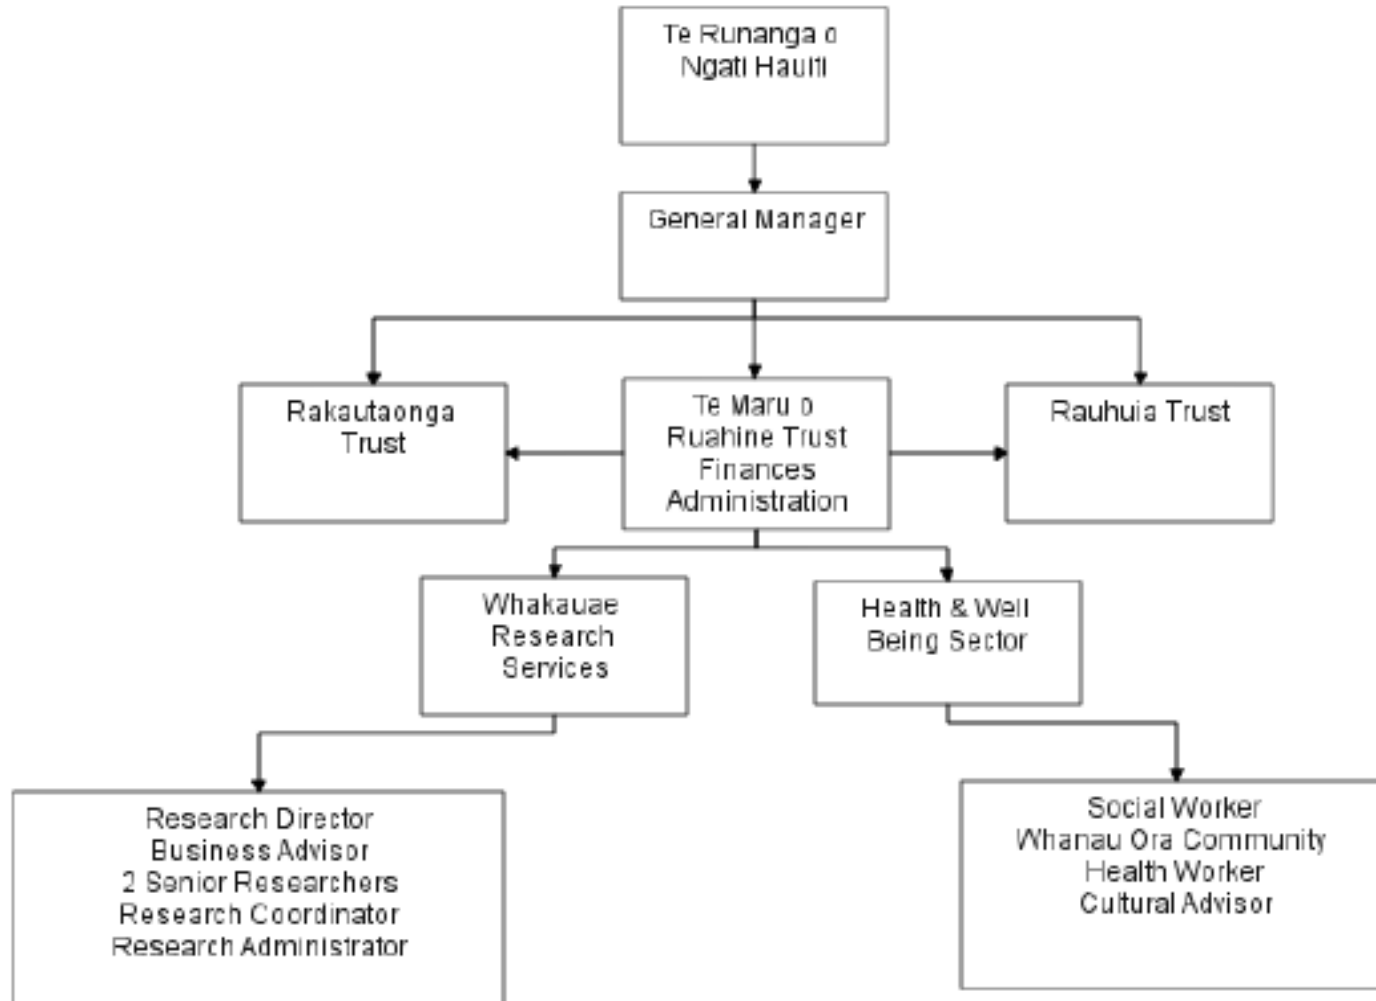 Te Runanga o
Ngati Hauiti
General Manager
Rakautaonga
Trust
Te Maru o
Ruahine Trust
Finances
Administration
Rauhuia Trust
Whakauae
Research
Services
Health & Well
Being Sector
Research Director
Business Advisor
2 Senior Researchers
Research Coordinator
Research Administrator
Social Worker
Whanau Ora Community
Health Worker
Cultural Advisor